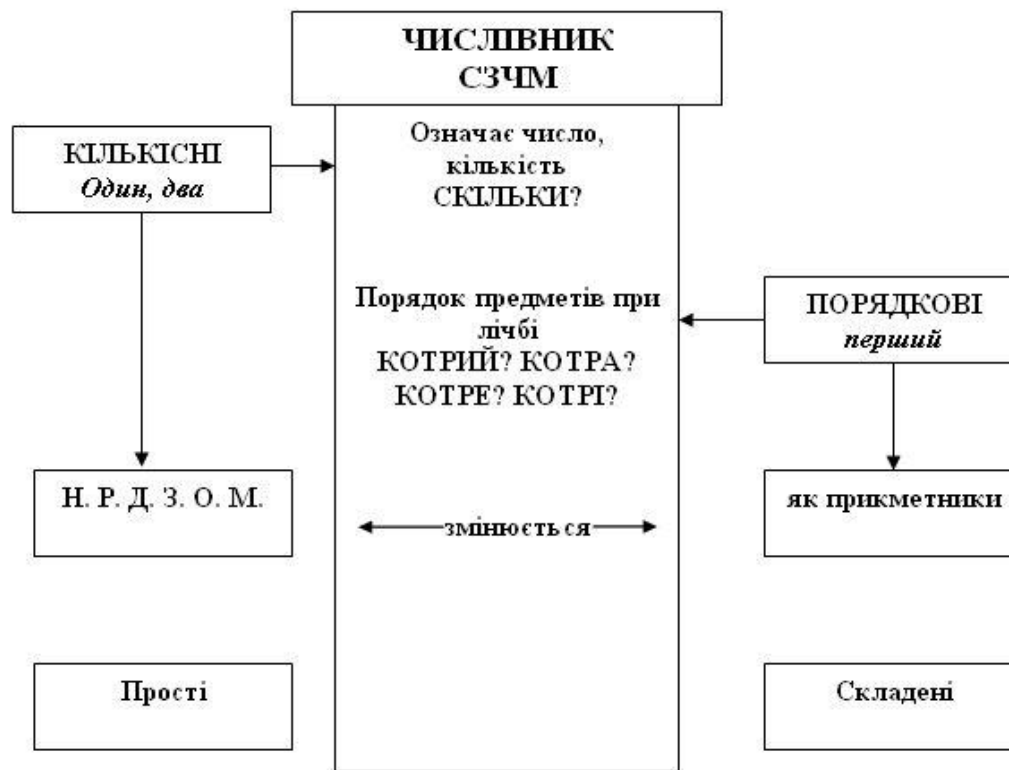 ЧИСЛІВНИК
СЗЧМ
КІЛЬКІСНІ
Один, два
Означає число,
кількість
СКІЛЬКИ?
Порядок предметів при
лічбі
КОТРИЙ? КОТРА?
КОТРЕ? КОТРІ?
ПОРЯДКОВІ
перший
Н. Р. Д. З. О. М.
змінюється
як прикметники
Прості
Складені